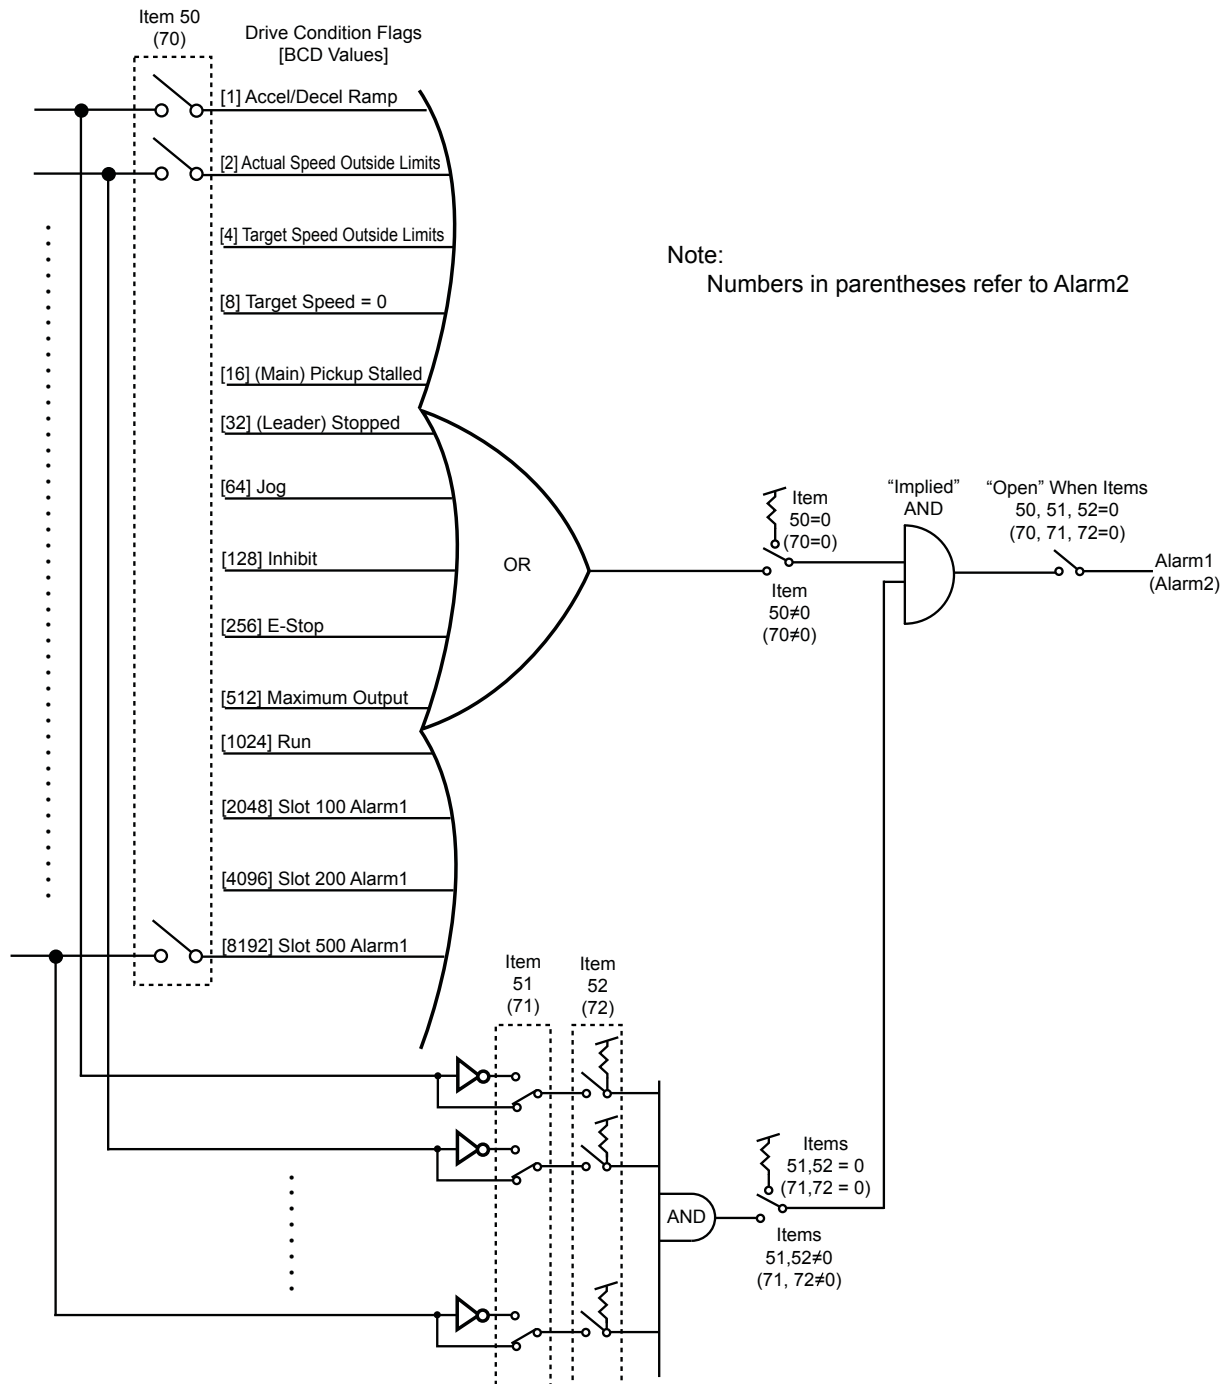 Item 50
(70)
Drive Condition Flags
[BCD Values]
[1] Accel/Decel Ramp
[2] Actual Speed Outside Limits
[4] Target Speed Outside Limits
[8] Target Speed = 0
[16] (Main) Pickup Stalled
[32] (Leader) Stopped
[64] Jog
[128] Inhibit
[256] E-Stop
[512] Maximum Output
[1024] Run
[2048] Slot 100 Alarm1
[4096] Slot 200 Alarm1
[8192] Slot 500 Alarm1
Note:
Numbers in parentheses refer to Alarm2
OR
Item
50=0
(70=0)
Item
50≠0
(70≠0)
“Implied”
AND
“Open” When Items
50, 51, 52=0
(70, 71, 72=0)
Alarm1
(Alarm2)
Item
51
(71)
Item
52
(72)
AND
Items
51,52 = 0
(71,72 = 0)
Items
51,52≠0
(71, 72≠0)